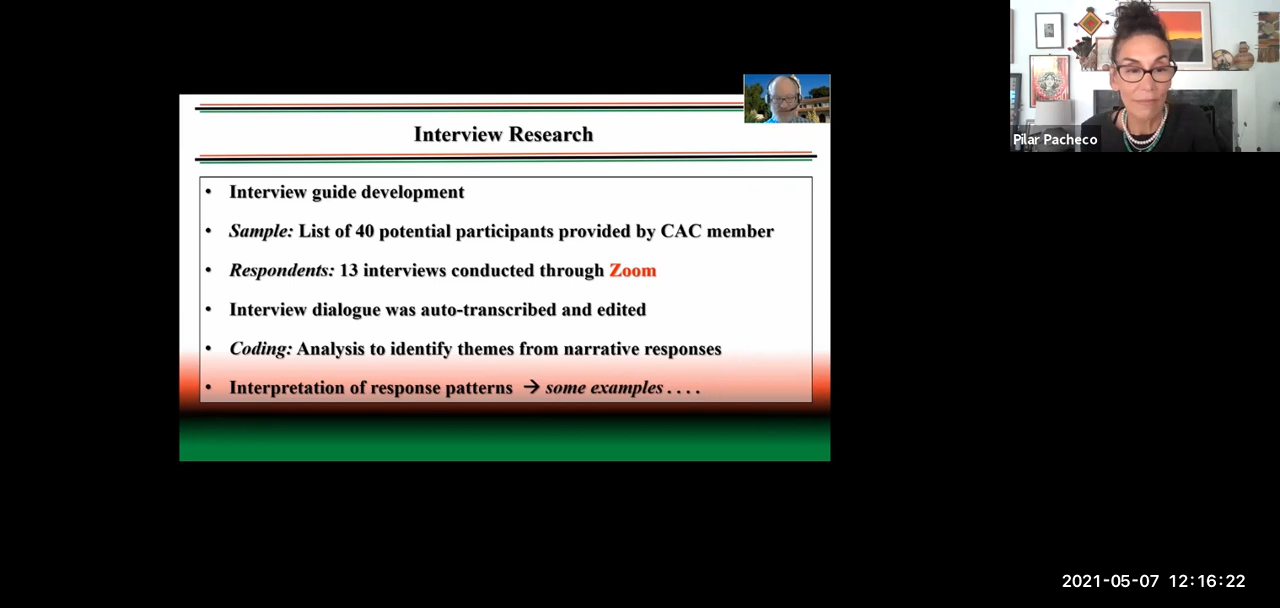 Interview Research
• Interview guide development
• Sample: List of 40 potential participants provided by CAC member
• Respondents: 13 interviews conducted through Zoom
• Interview dialogue was auto-transcribed and edited
• Coding: Analysis to identify themes from narrative responses
• Interpretation of response patterns → some examples . . . .
Pilar Pacheco
2021-05-07 12:16:22